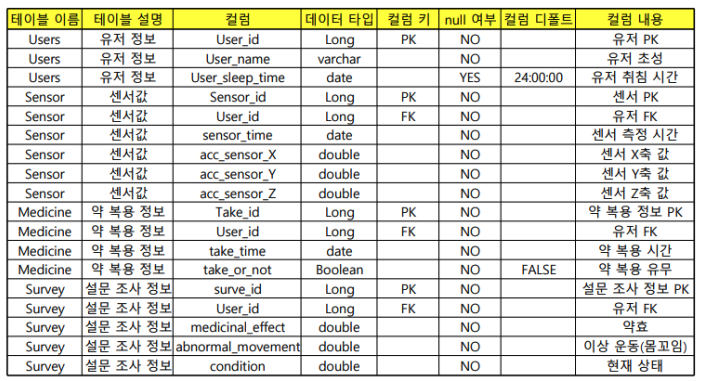 테이블 이름 테이블 설명 컬럼 데이터 타입 컬럼 키 null 여부 컬럼 디폴트 컬럼 내용
Users 유저 정보 User_id Long PK NO 유저 PK
Users 유저 정보 User_name varchar NO 유저 초성
Users 유저 정보 User_sleep_time date YES 24:00:00 유저 취침 시간
Sensor 센서값 Sensor_id Long PK NO 센서 PK
Sensor 센서값 User_id Long FK NO 유저 FK
Sensor 센서값 sensor_time date NO 센서 측정 시간
Sensor 센서값 acc_sensor_X double NO 센서 X축 값
Sensor 센서값 acc_sensor_Y double NO 센서 Y축 값
Sensor 센서값 acc_sensor_Z double NO 센서 Z축 값
Medicine 약 복용 정보 Take_id Long PK NO 약 복용 정보 PK
Medicine 약 복용 정보 User_id Long FK NO 유저 FK
Medicine 약 복용 정보 take_time date NO 약 복용 시간
Medicine 약 복용 정보 take_or_not Boolean NO FALSE 약 복용 유무
Survey 설문 조사 정보 surve_id Long PK NO 설문 조사 정보 PK
Survey 설문 조사 정보 User_id Long FK NO 유저 FK
Survey 설문 조사 정보 medicinal_effect double NO 약효
Survey 설문 조사 정보 abnormal_movement double NO 이상 운동(몸꼬임)
Survey 설문 조사 정보 condition double NO 현재 상태